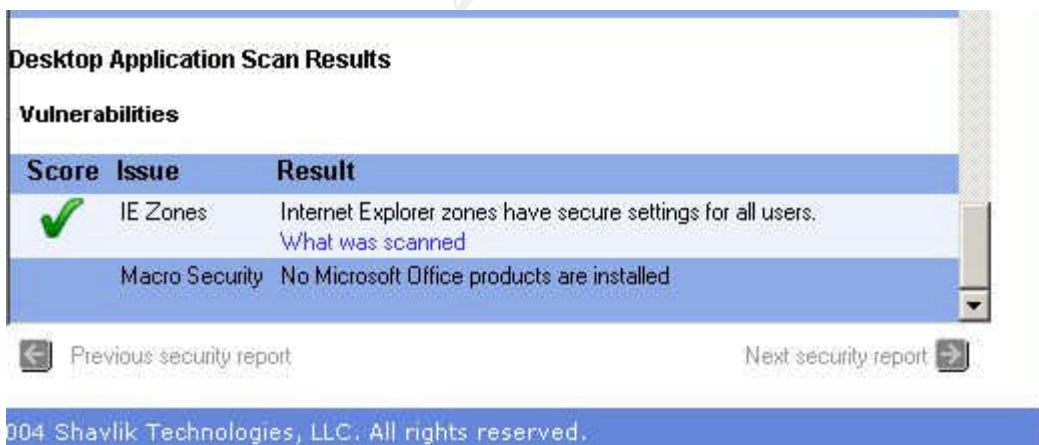 Desktop Application Scan Results
Vulnerabilities
Score Issue Result
IE Zones Internet Explorer zones have secure settings for all users.
What was scanned
Macro Security No Microsoft Office products are installed
Previous security report Next security report
004 Shavlik Technologies, LLC. All rights reserved.